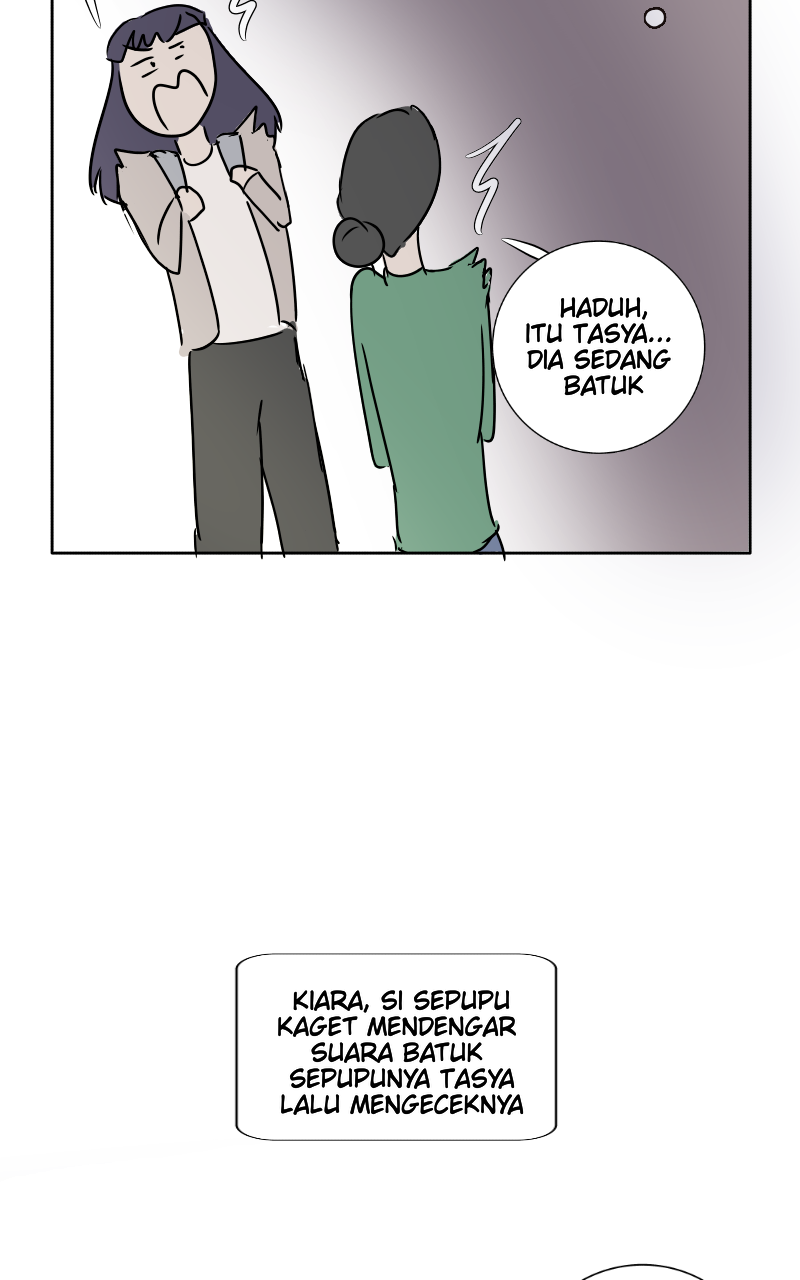 HADUH,
ITU TASYA...
DIA SEDANG
BATUK
KIARA, SI SEPUPU
KAGET MENDENGAR
SUARA BATUK
SEPUPUNYA TASYA
LALU MENGECEKNYA